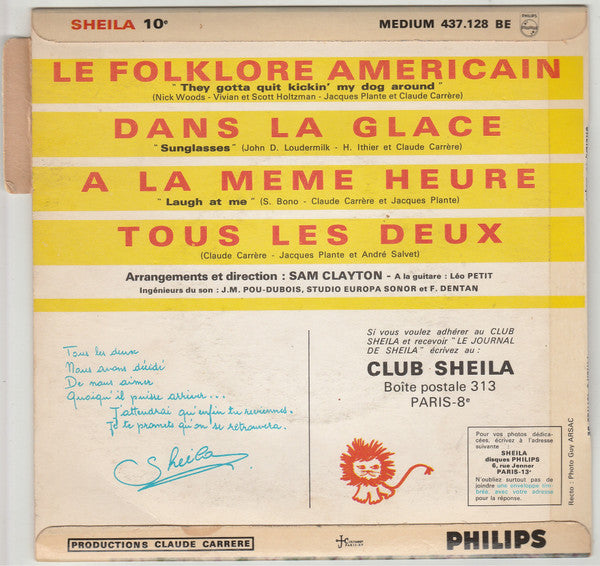 SHEILA 10e
MEDIUM 437.128 BE
PHILIPS
LE FOLKLORE AMERICAIN
"They gotta quit kickin' my dog around"
(Nick Woods - Vivian et Scott Holtzman - Jacques Plante et Claude Carrère)
DANS LA GLACE
"Sunglasses" (John D. Loudermilk - H. Ithier et Claude Carrère)
A LA MEME HEURE
"Laugh at me" (S. Bono - Claude Carrère et Jacques Plante)
TOUS LES DEUX
(Claude Carrère - Jacques Plante et André Salvet)
Arrangements et direction : SAM CLAYTON - A la guitare : Léo PETIT
Ingénieurs du son : J.M. POU-DUBOIS, STUDIO EUROPA SONOR et F. DENTAN
Tous les deux
Nous avons décidé
De nous aimer
Quoiqu'il puisse arriver...
J'attendrai qu'enfin tu reviennes.
Je te promets qu'on se retrouvera.
Sheila
Si vous voulez adhérer au CLUB
SHEILA et recevoir "LE JOURNAL
DE SHEILA" écrivez au :
CLUB SHEILA
Boîte postale 313
PARIS-8e
Pour vos photos dédica-
cées, écrivez à l'adresse
suivante
SHEILA
disques PHILIPS
6, rue Jenner
PARIS-13e
N'oubliez surtout pas de
joindre une enveloppe tim-
brée, avec votre adresse
pour la réponse.
Recto : Photo Guy ARSAC
PRODUCTIONS CLAUDE CARRERE
PHILIPS